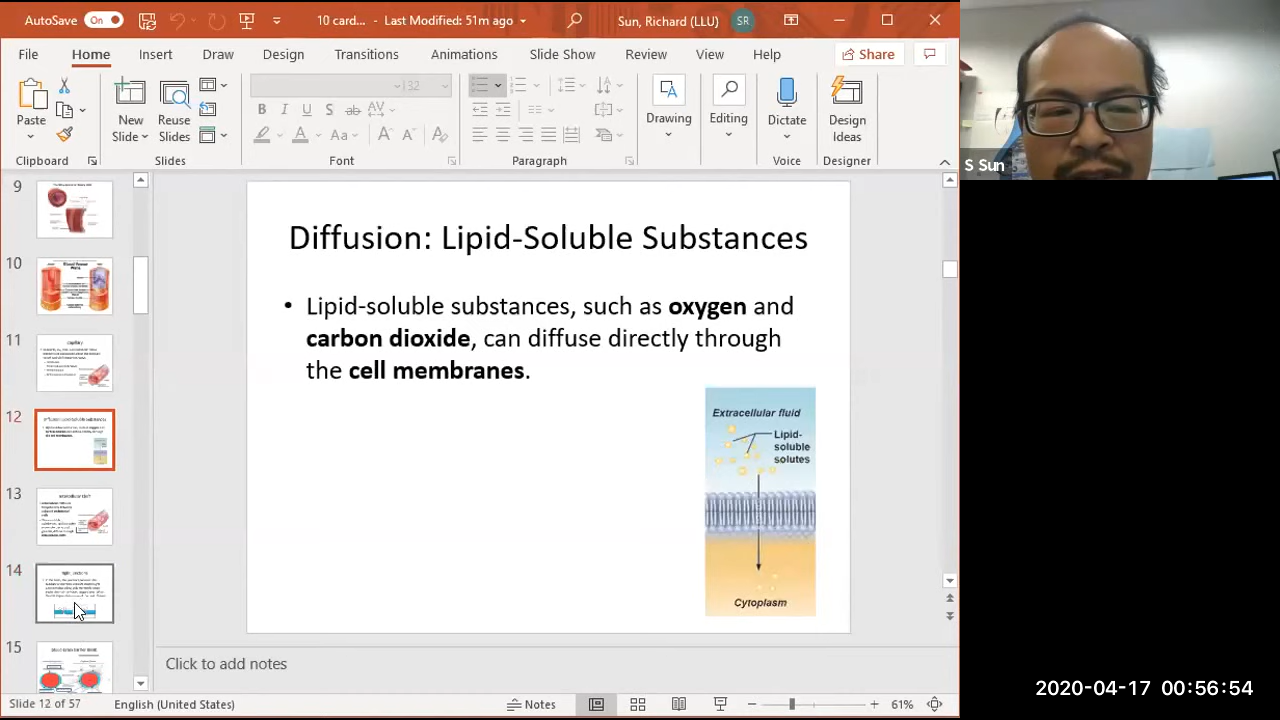 AutoSave On 10 card... - Last Modified: 51m ago Sun, Richard (LLU) SR
File Home Insert Draw Design Transitions Animations Slide Show Review View Help Share
Paste New Slide Reuse Slides 32 Drawing Editing Dictate Design Ideas
B I U S ab AV
A Aa A A
Clipboard Slides Font Paragraph Voice Designer
S Sun
9
10
11
12
13
14
15
Diffusion: Lipid-Soluble Substances
• Lipid-soluble substances, such as oxygen and
carbon dioxide, can diffuse directly through
the cell membranes.
Extracellular fluid
Lipid-
soluble
solutes
Cytoplasm
Click to add notes
Slide 12 of 57 English (United States) Notes 61%
2020-04-17 00:56:54